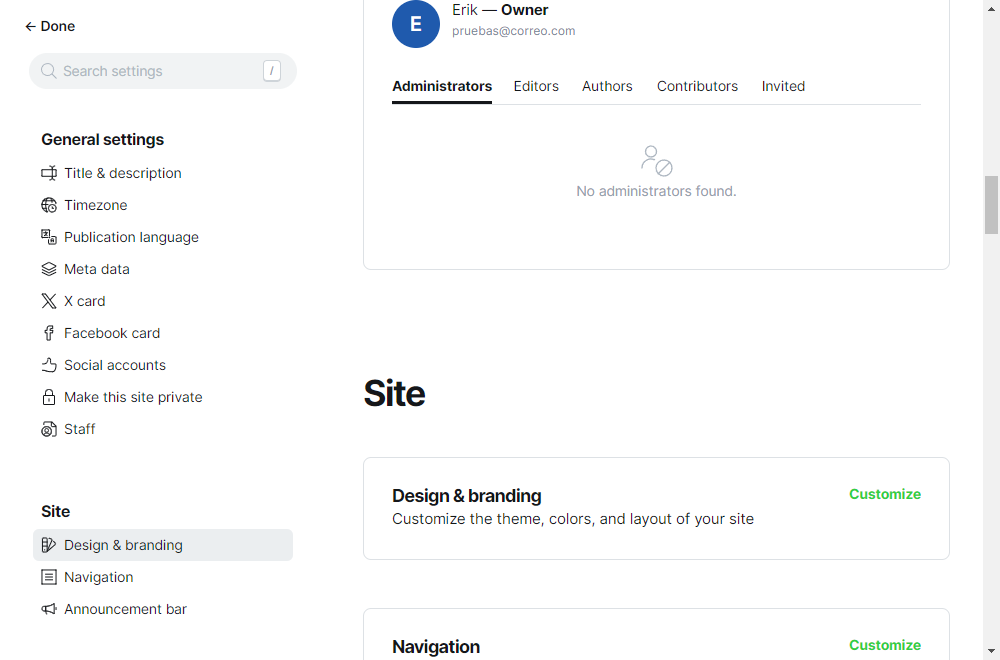 ← Done
Search settings /
General settings
Title & description
Timezone
Publication language
Meta data
X card
Facebook card
Social accounts
Make this site private
Staff
Site
Design & branding
Navigation
Announcement bar
E
Erik — Owner
pruebas@correo.com
Administrators Editors Authors Contributors Invited
No administrators found.
Site
Design & branding Customize
Customize the theme, colors, and layout of your site
Navigation Customize